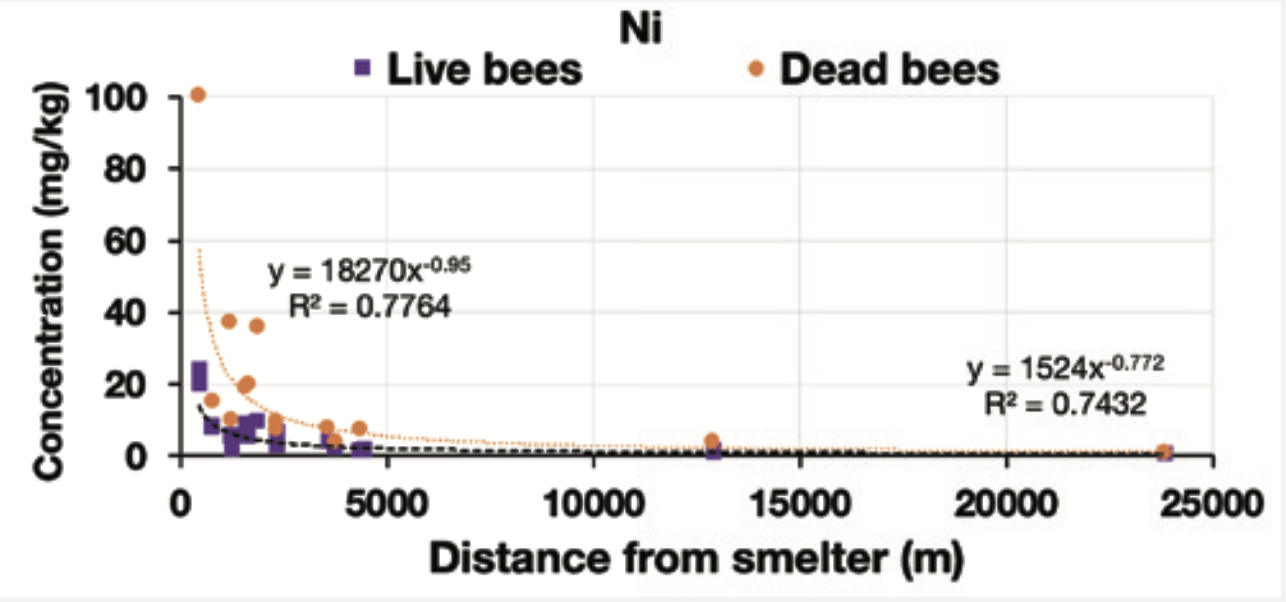 Ni
Live bees Dead bees
Concentration (mg/kg)
100
80
60
40
20
0
y = 18270x^-0.95
R² = 0.7764
y = 1524x^-0.772
R² = 0.7432
0 5000 10000 15000 20000 25000
Distance from smelter (m)